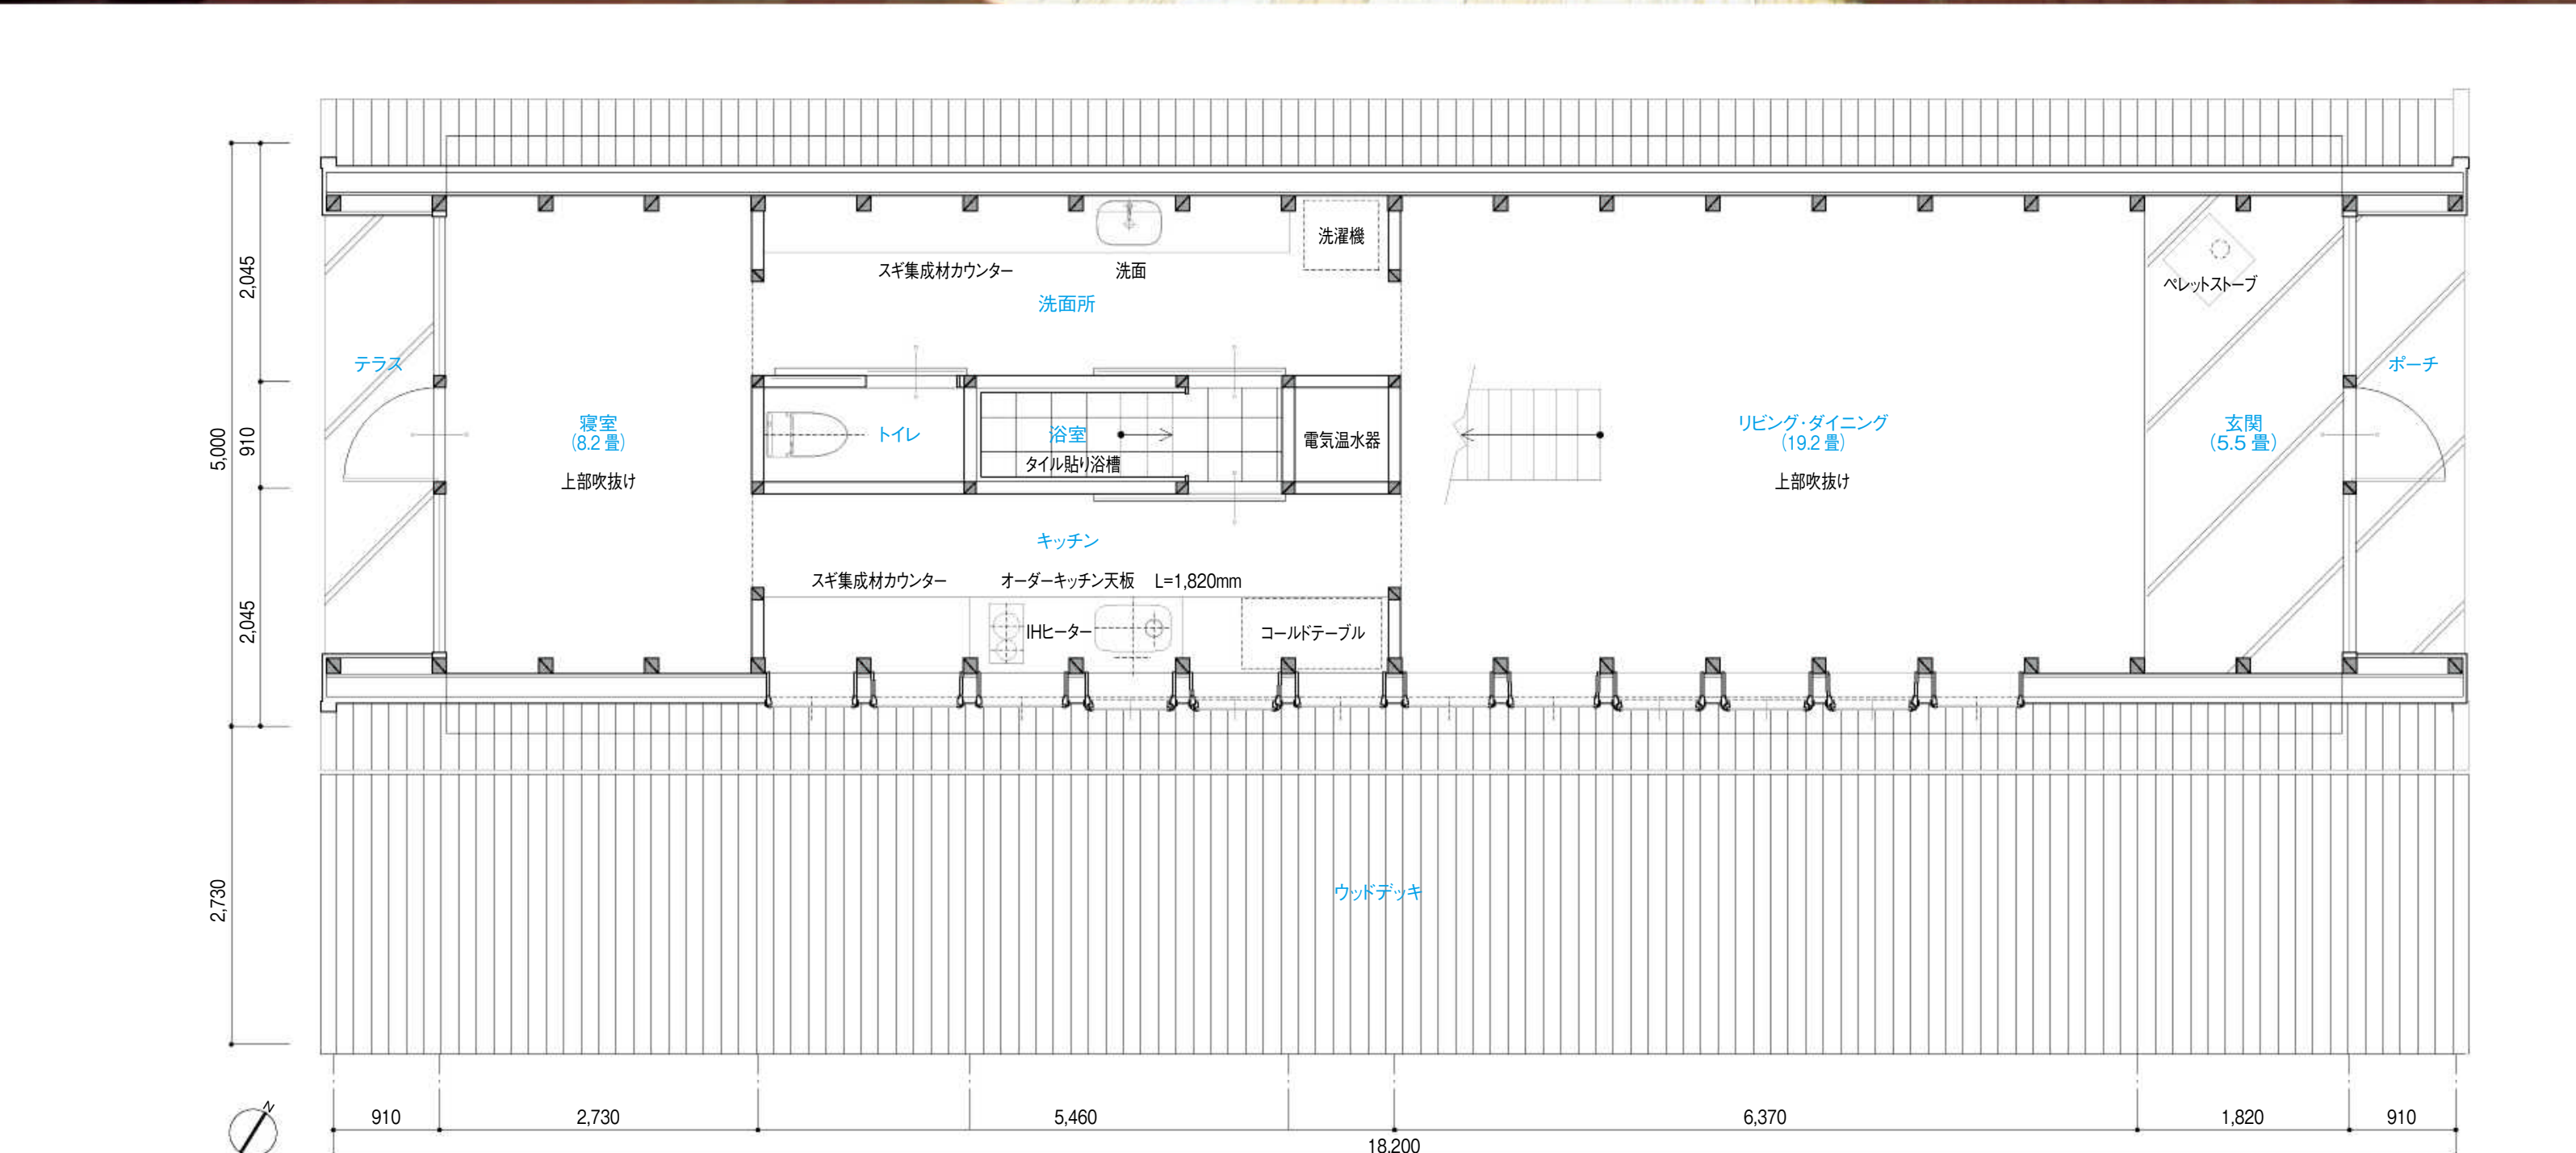 洗濯機
スギ集成材カウンター
洗面
洗面所
ペレットストーブ
テラス
ポーチ
寝室
(8.2 畳)
上部吹抜け
トイレ
浴室
タイル貼り浴槽
電気温水器
リビング・ダイニング
(19.2 畳)
上部吹抜け
玄関
(5.5 畳)
キッチン
スギ集成材カウンター
オーダーキッチン天板 L=1,820mm
IHヒーター
コールドテーブル
ウッドデッキ
2,045
910
5,000
2,045
2,730
N
910
2,730
5,460
6,370
1,820
910
18,200